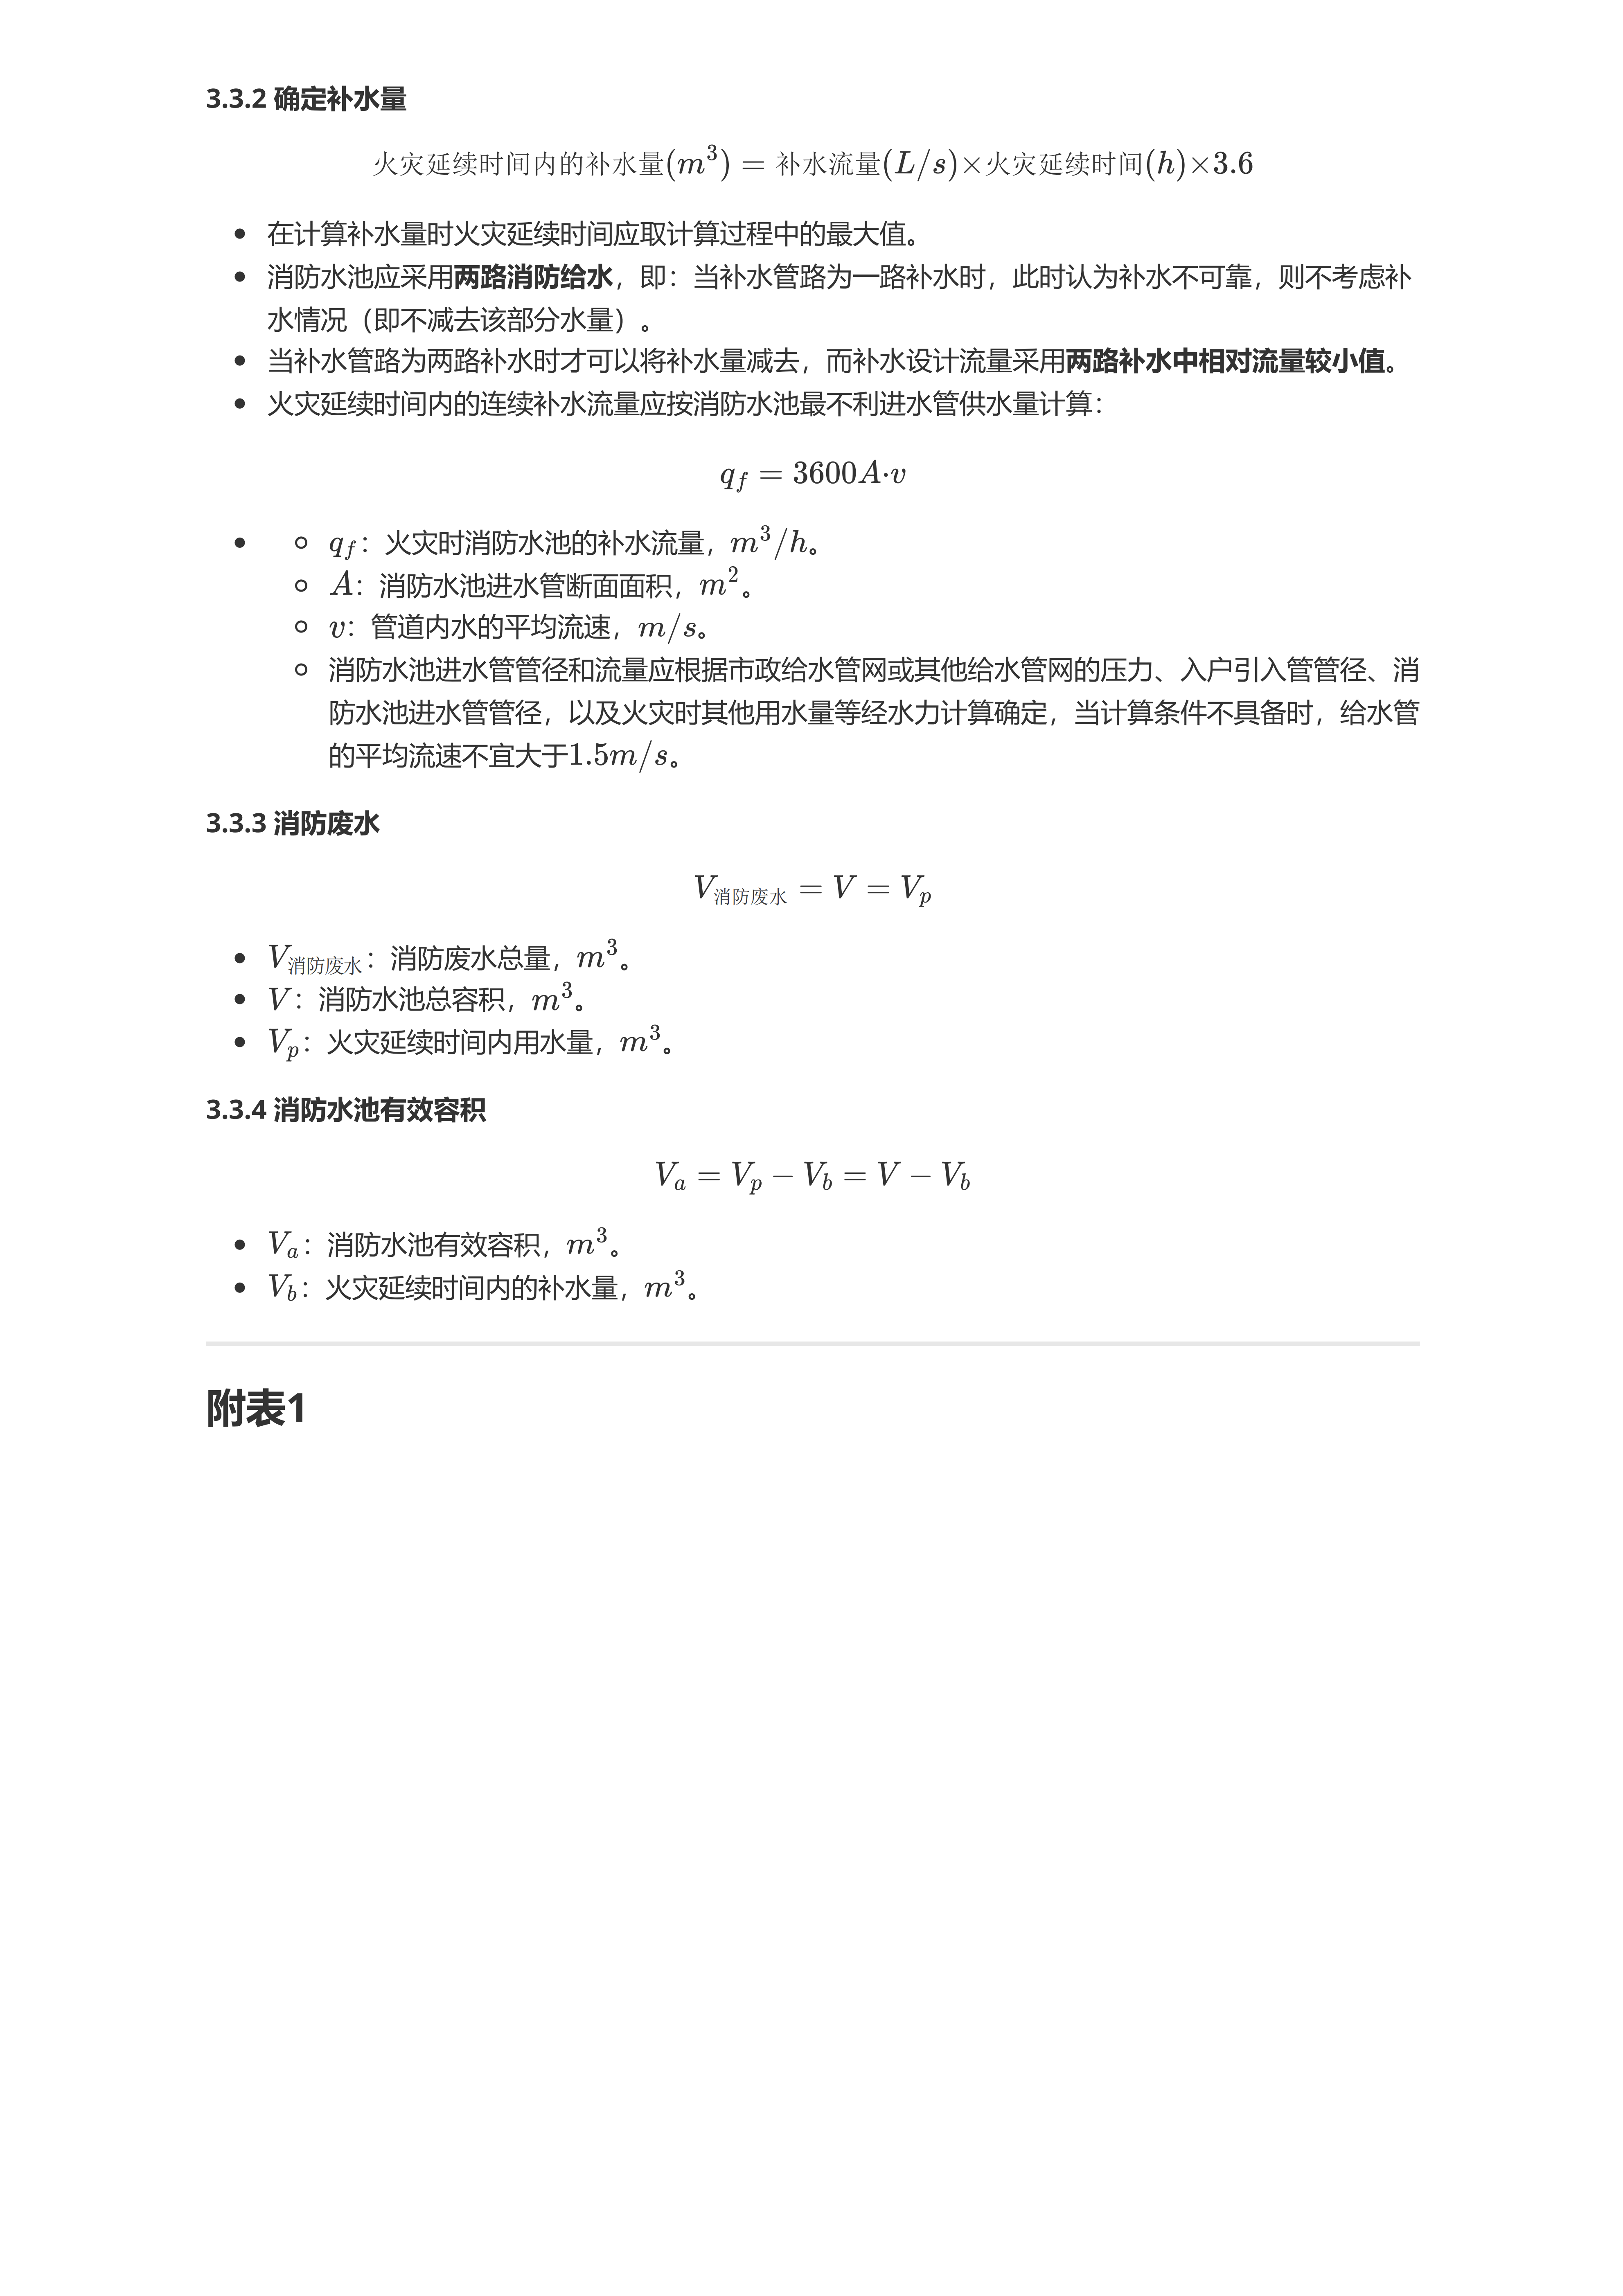 3.3.2 确定补水量
火灾延续时间内的补水量(m³) = 补水流量(L/s)×火灾延续时间(h)×3.6
• 在计算补水量时火灾延续时间应取计算过程中的最大值。
• 消防水池应采用两路消防给水，即：当补水管路为一路补水时，此时认为补水不可靠，则不考虑补
水情况（即不减去该部分水量）。
• 当补水管路为两路补水时才可以将补水量减去，而补水设计流量采用两路补水中相对流量较小值。
• 火灾延续时间内的连续补水流量应按消防水池最不利进水管供水量计算：
q_f = 3600A·v
• ◦ q_f：火灾时消防水池的补水流量，m³/h。
◦ A：消防水池进水管断面面积，m²。
◦ v：管道内水的平均流速，m/s。
◦ 消防水池进水管管径和流量应根据市政给水管网或其他给水管网的压力、入户引入管管径、消
防水池进水管管径，以及火灾时其他用水量等经水力计算确定，当计算条件不具备时，给水管
的平均流速不宜大于1.5m/s。
3.3.3 消防废水
V_消防废水 = V = V_p
• V_消防废水：消防废水总量，m³。
• V：消防水池总容积，m³。
• V_p：火灾延续时间内用水量，m³。
3.3.4 消防水池有效容积
V_a = V_p − V_b = V − V_b
• V_a：消防水池有效容积，m³。
• V_b：火灾延续时间内的补水量，m³。
附表1